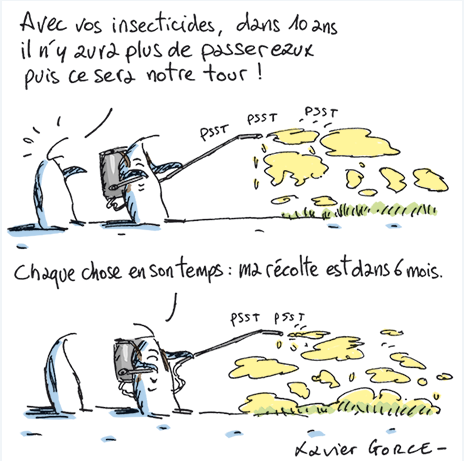 Avec vos insecticides, dans 10 ans
il n'y aura plus de passereaux
puis ce sera notre tour !
PSST PSST PSST
Chaque chose en son temps : ma récolte est dans 6 mois.
PSST PSST
Xavier GORCE -